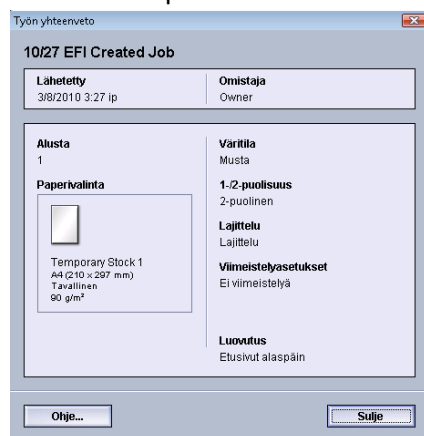 Työn yhteenveto
10/27 EFI Created Job
Lähetetty
3/8/2010 3:27 ip
Omistaja
Owner
Alusta
1
Paperivalinta
Temporary Stock 1
A4 (210 × 297 mm)
Tavallinen
90 g/m²
Väritila
Musta
1-/2-puolisuus
2-puolinen
Lajittelu
Lajittelu
Viimeistelyasetukset
Ei viimeistelyä
Luovutus
Etusivut alaspäin
Ohje...
Sulje